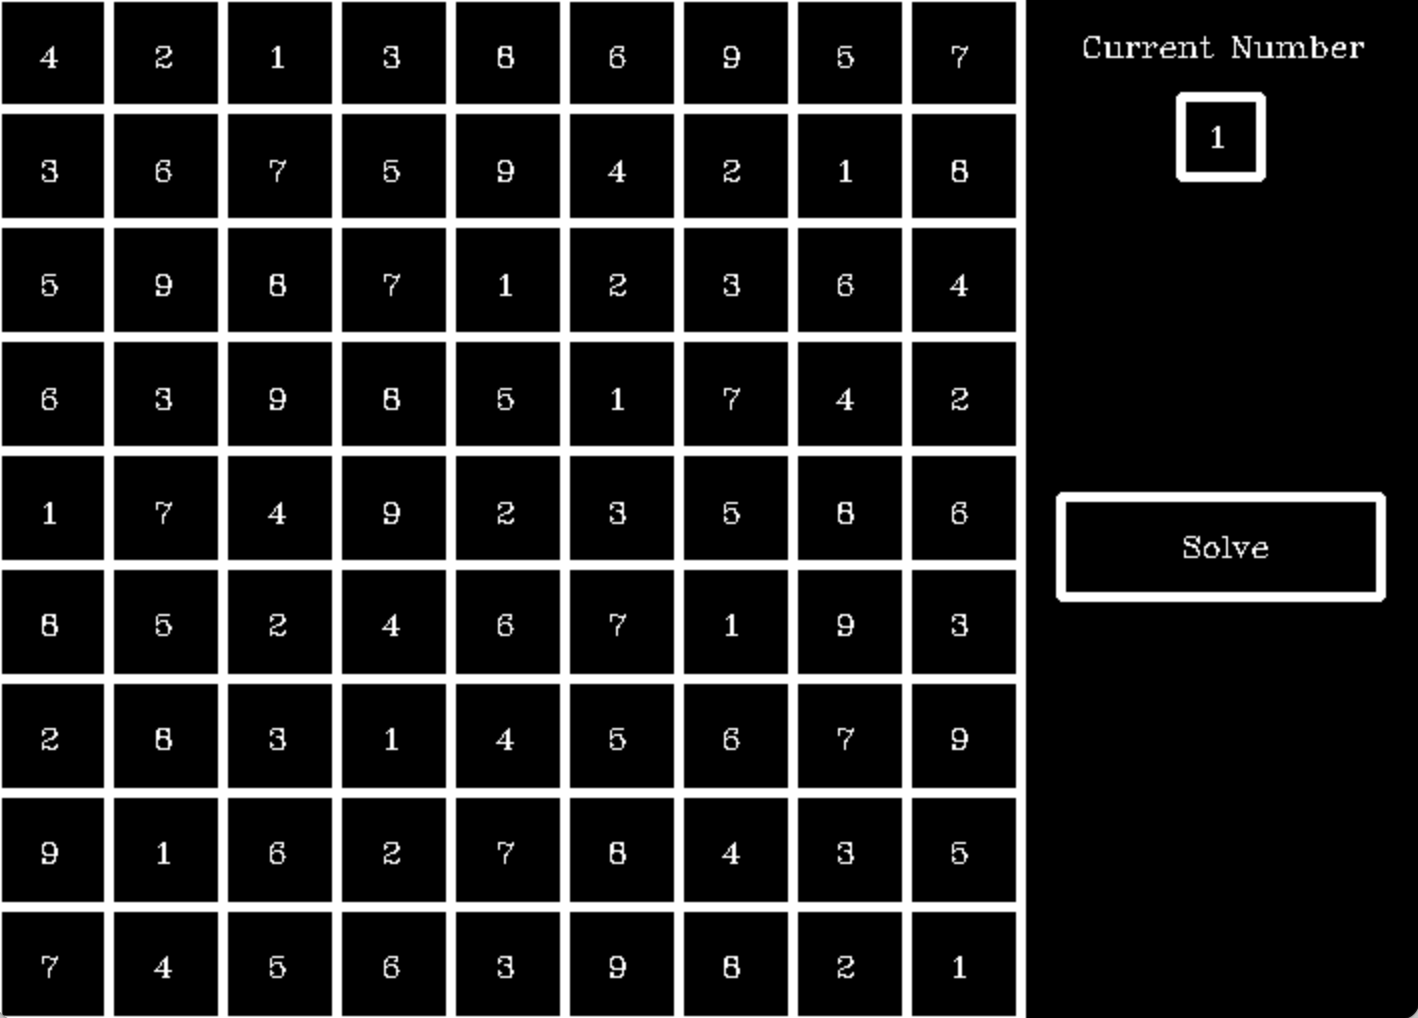 4 2 1 3 8 6 9 5 7
3 6 7 5 9 4 2 1 8
5 9 8 7 1 2 3 6 4
6 3 9 8 5 1 7 4 2
1 7 4 9 2 3 5 8 6
8 5 2 4 6 7 1 9 3
2 8 3 1 4 5 6 7 9
9 1 6 2 7 8 4 3 5
7 4 5 6 3 9 8 2 1
Current Number
1
Solve